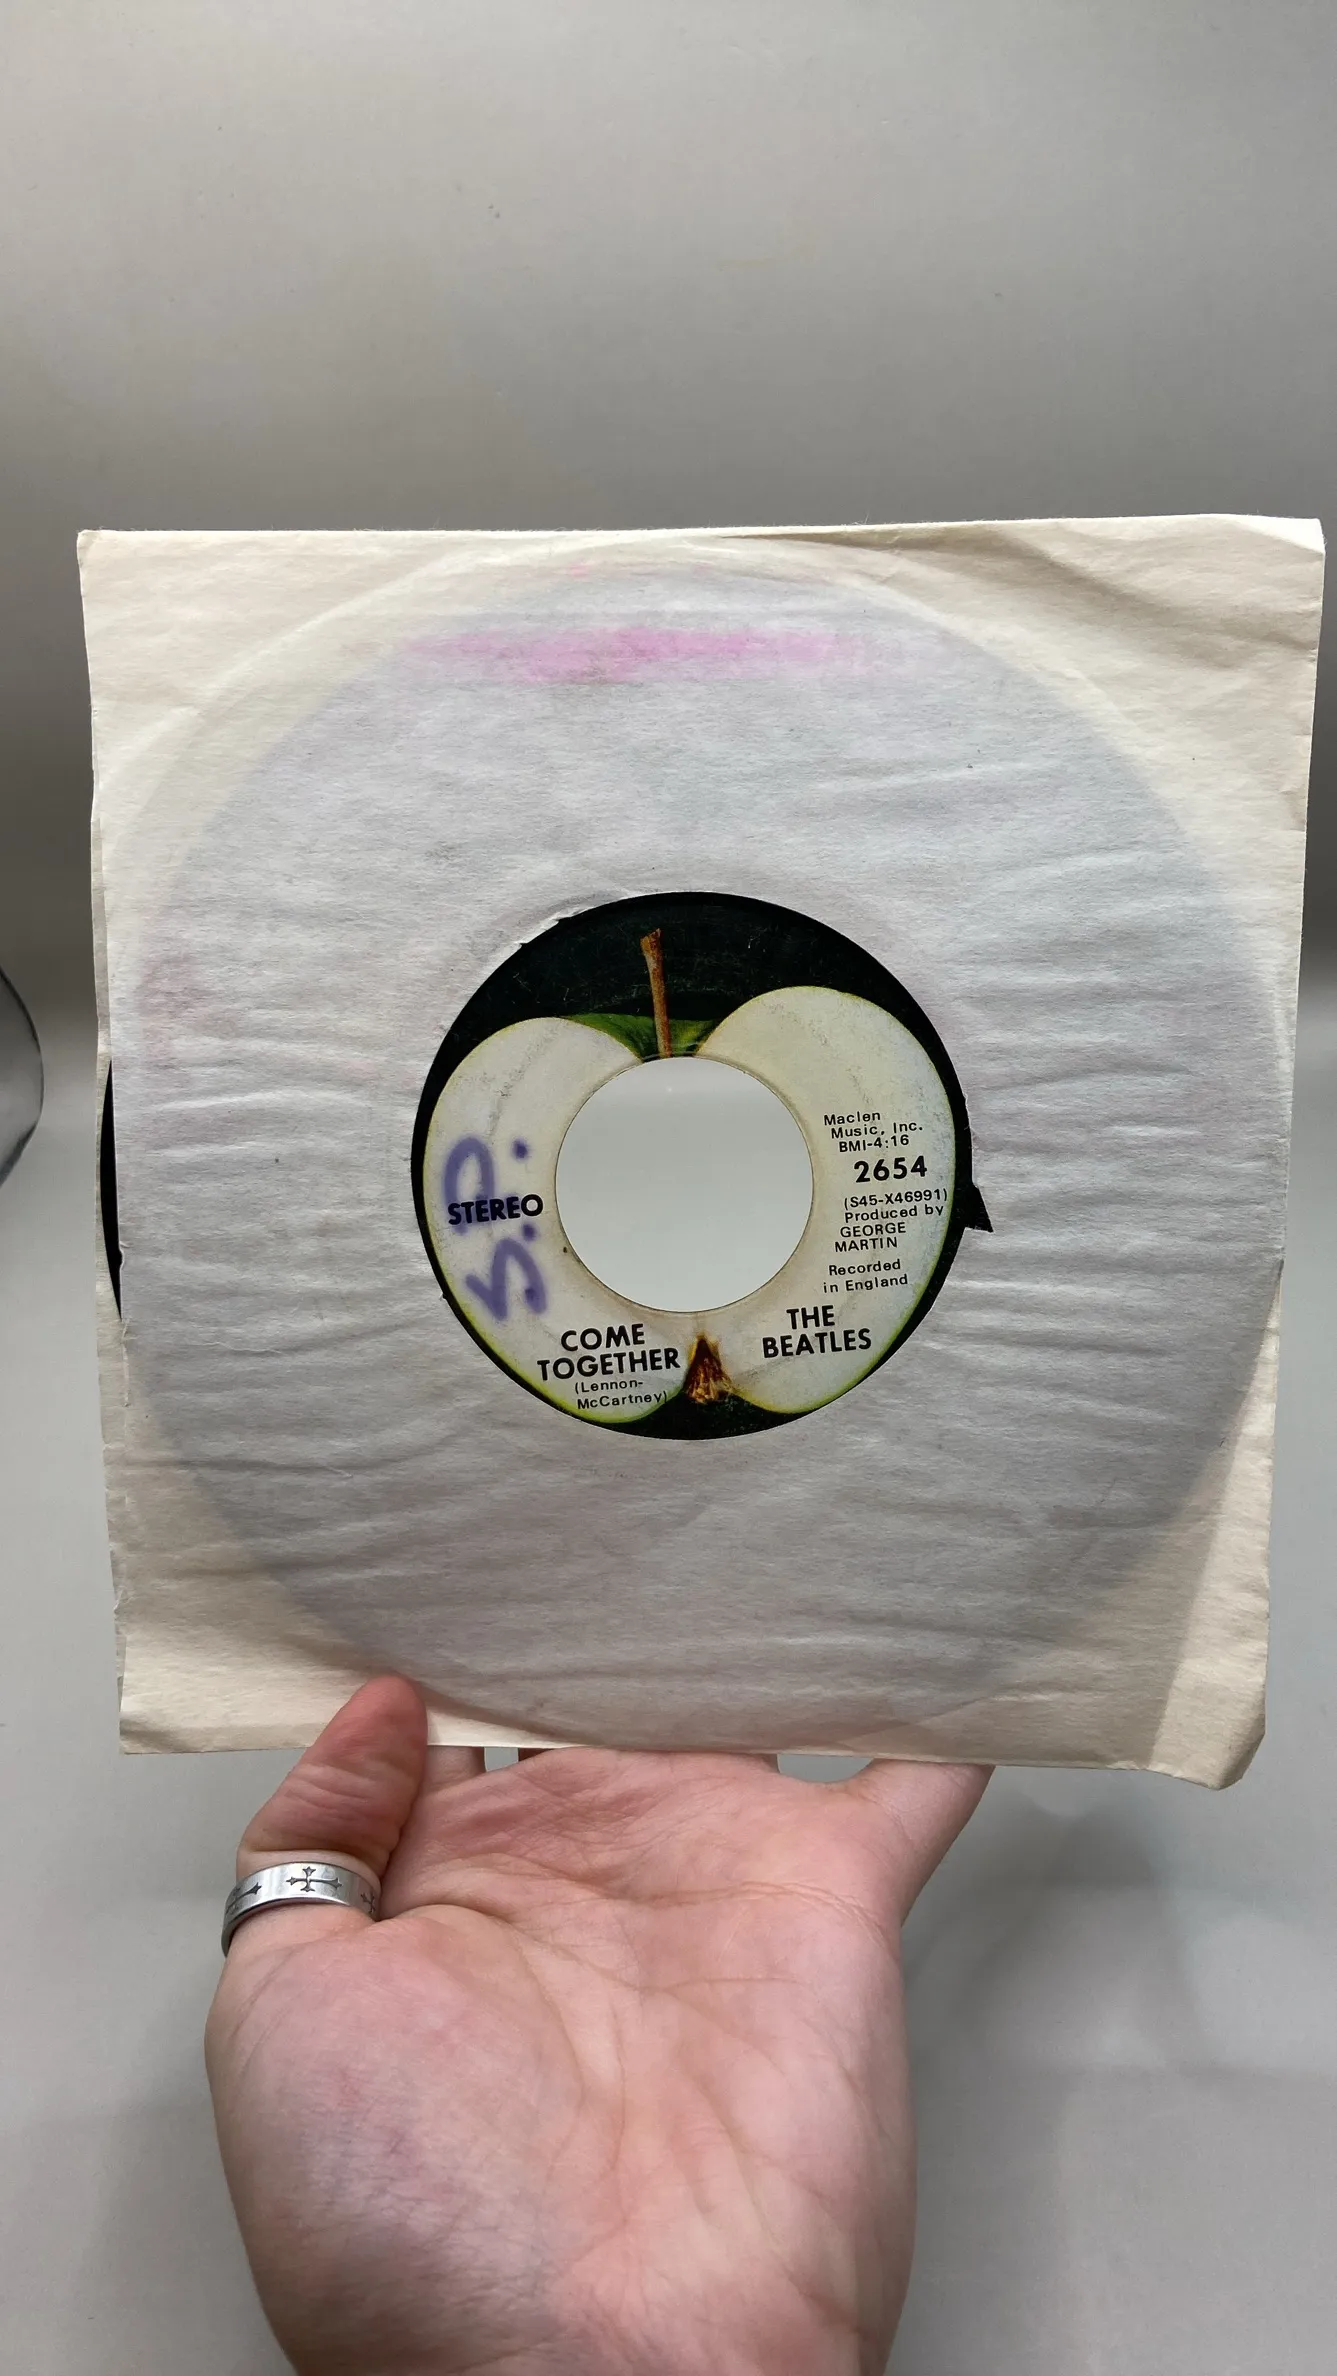 S.D.
STEREO
Maclen
Music, Inc.
BMI-4:16
2654
(S45-X46991)
Produced by
GEORGE
MARTIN
Recorded
in England
COME
TOGETHER
(Lennon-
McCartney)
THE
BEATLES